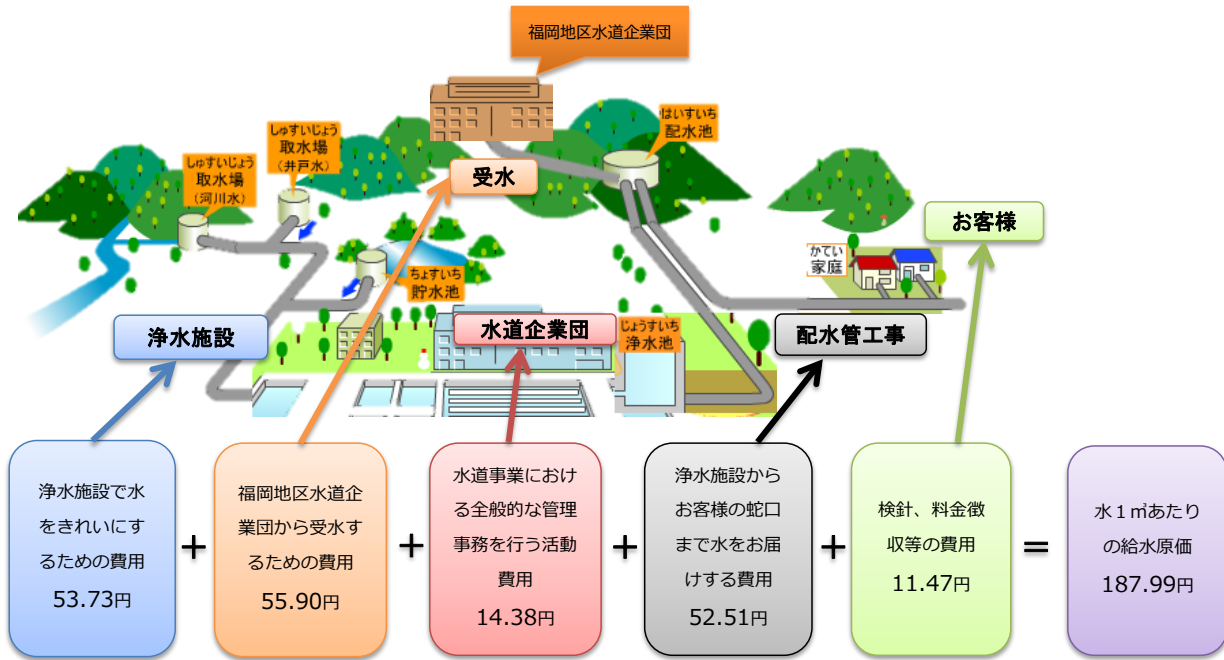 福岡地区水道企業団
はいすいち
配水池
しゅすいじょう
取水場
（井戸水）
しゅすいじょう
取水場
（河川水）
受水
お客様
かてい
家庭
ちょすいち
貯水池
浄水施設
水道企業団
じょうすいち
浄水池
配水管工事
浄水施設で水
をきれいにす
るための費用
53.73円
+
福岡地区水道企
業団から受水す
るための費用
55.90円
+
水道事業におけ
る全般的な管理
事務を行う活動
費用
14.38円
+
浄水施設から
お客様の蛇口
まで水をお届
けする費用
52.51円
+
検針、料金徴
収等の費用
11.47円
=
水１㎥あたり
の給水原価
187.99円